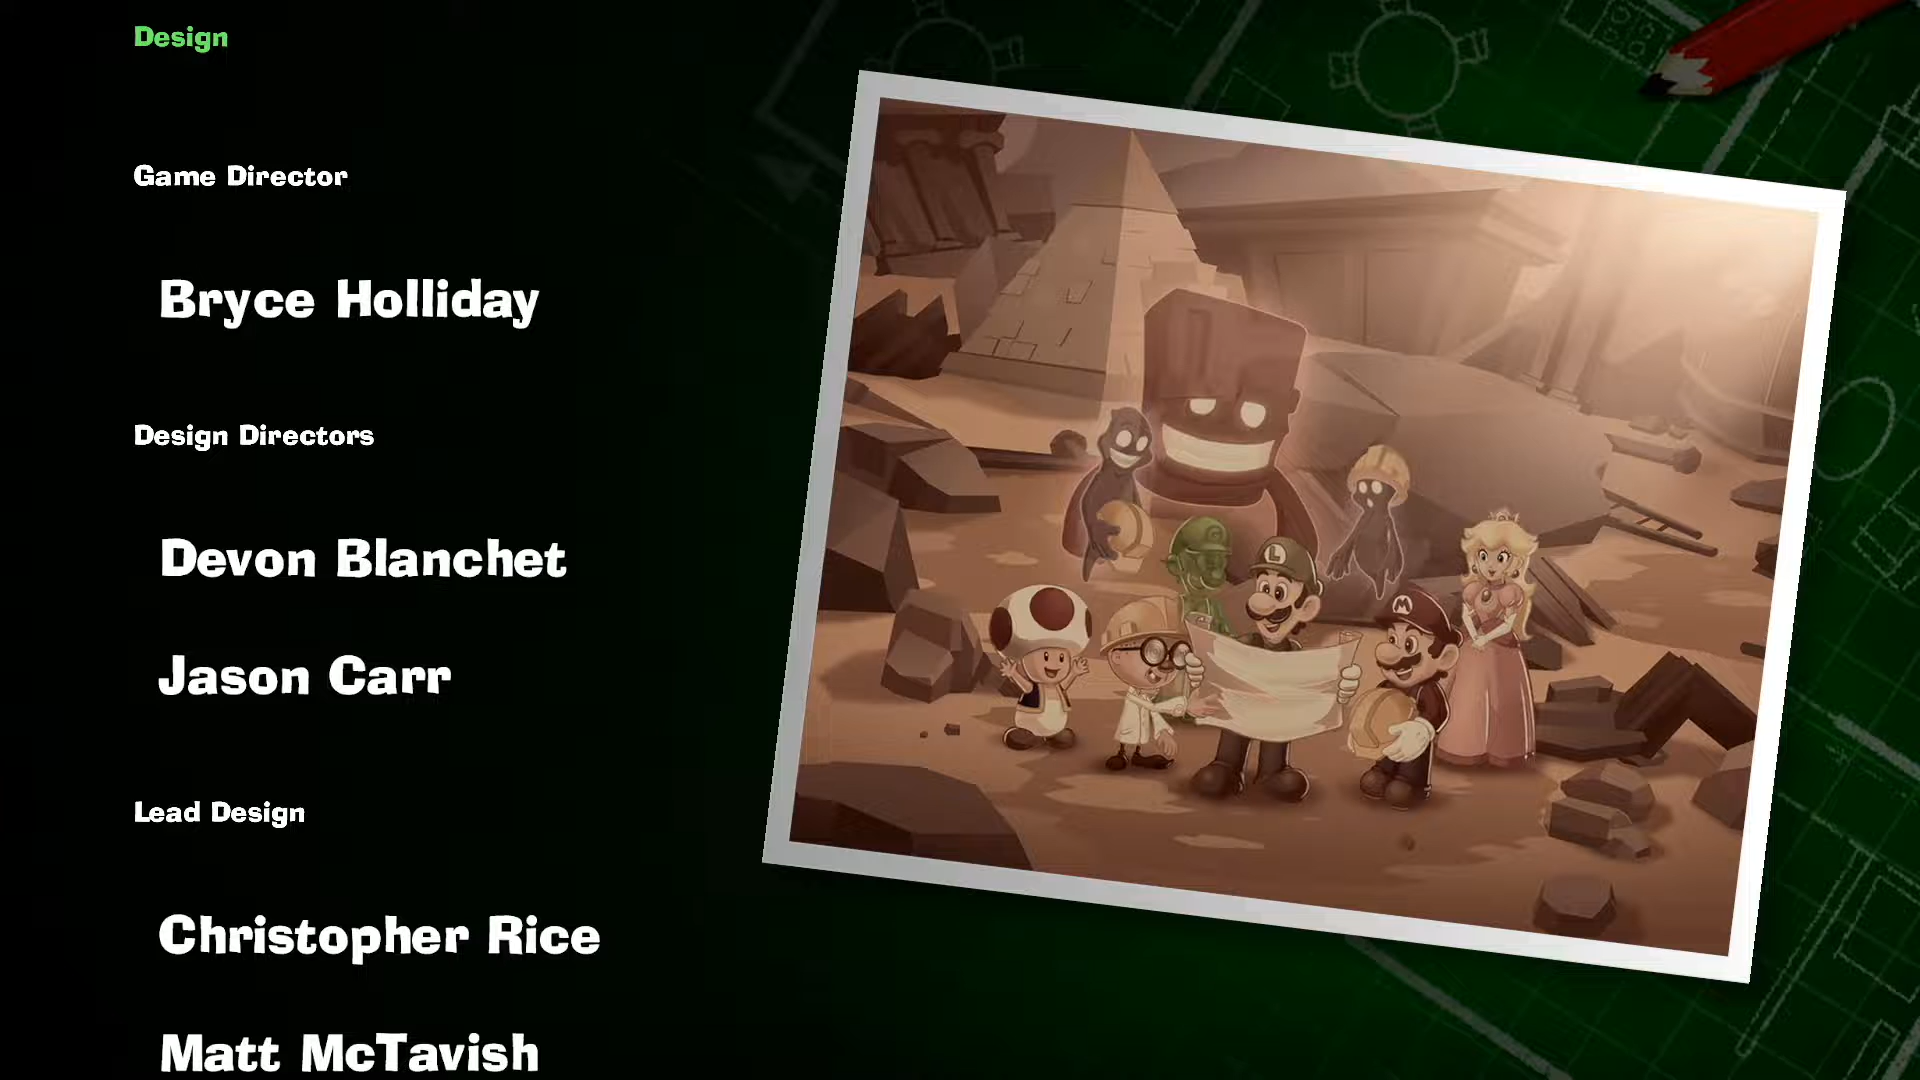 Design
Game Director
Bryce Holliday
Design Directors
Devon Blanchet
Jason Carr
Lead Design
Christopher Rice
Matt McTavish
L
M